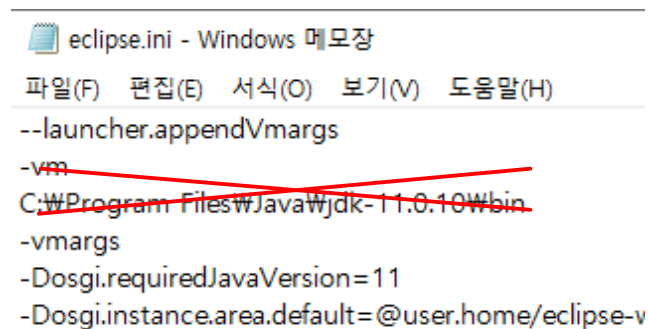 eclipse.ini - Windows 메모장
파일(F) 편집(E) 서식(O) 보기(V) 도움말(H)
--launcher.appendVmargs
-vm
C:₩Program Files₩Java₩jdk-11.0.10₩bin
-vmargs
-Dosgi.requiredJavaVersion=11
-Dosgi.instance.area.default=@user.home/eclipse-w